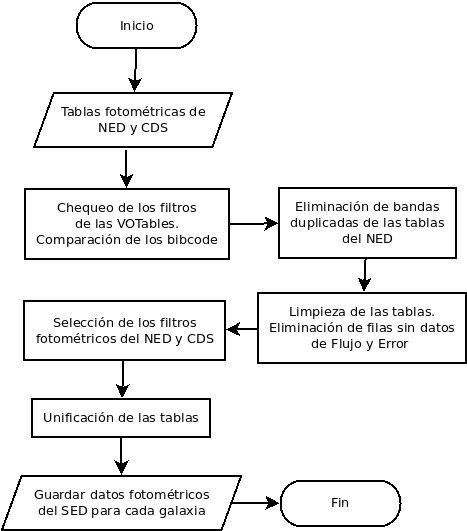 Inicio
Tablas fotométricas de
NED y CDS
Chequeo de los filtros
de las VOTables.
Comparación de los bibcode
Eliminación de bandas
duplicadas de las tablas
del NED
Limpieza de las tablas.
Eliminación de filas sin datos
de Flujo y Error
Selección de los filtros
fotométricos del NED y CDS
Unificación de las tablas
Guardar datos fotométricos
del SED para cada galaxia
Fin